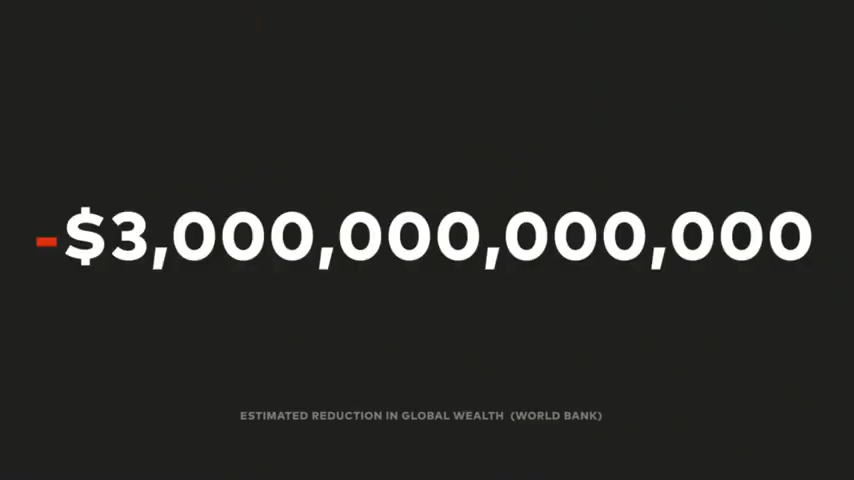 -$3,000,000,000,000
ESTIMATED REDUCTION IN GLOBAL WEALTH (WORLD BANK)